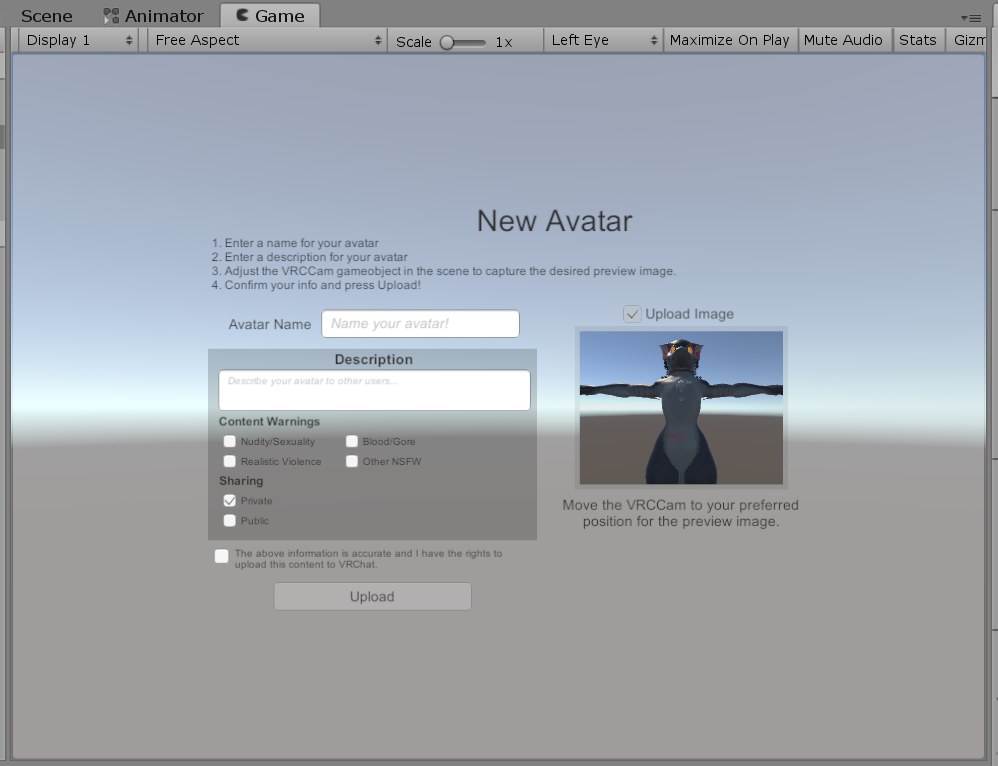 Scene Animator Game
Display 1 Free Aspect Scale 1x Left Eye Maximize On Play Mute Audio Stats Gizm
New Avatar
1. Enter a name for your avatar
2. Enter a description for your avatar
3. Adjust the VRCCam gameobject in the scene to capture the desired preview image.
4. Confirm your info and press Upload!
Avatar Name Name your avatar!
Upload Image
Description
Describe your avatar to other users...
Content Warnings
Nudity/Sexuality Blood/Gore
Realistic Violence Other NSFW
Sharing
Private
Public
Move the VRCCam to your preferred
position for the preview image.
The above information is accurate and I have the rights to
upload this content to VRChat.
Upload